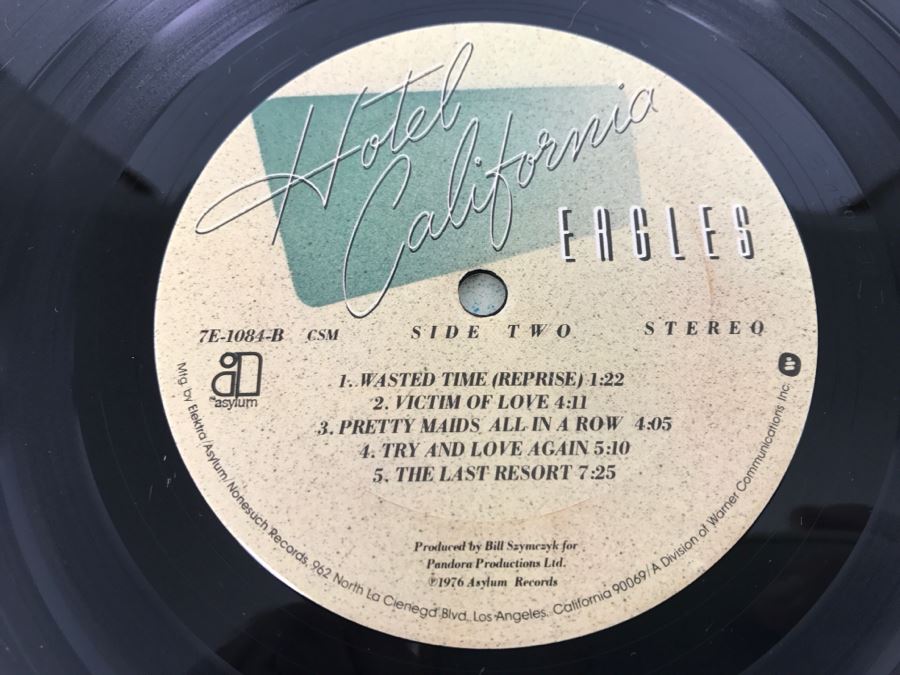 Hotel
California
EAGLES
7E-1084-B CSM SIDE TWO STEREO
asylum
1. WASTED TIME (REPRISE) 1:22
2. VICTIM OF LOVE 4:11
3. PRETTY MAIDS ALL IN A ROW 4:05
4. TRY AND LOVE AGAIN 5:10
5. THE LAST RESORT 7:25
Produced by Bill Szymczyk for
Pandora Productions Ltd.
℗1976 Asylum Records
Mfg. by Elektra/Asylum/Nonesuch Records, 962 North La Cienega Blvd., Los Angeles, California 90069/A Division of Warner Communications Inc.